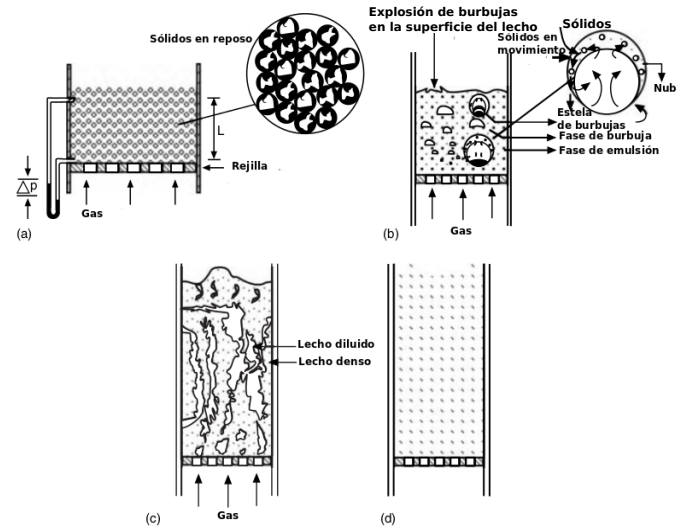 (a)
Sólidos en reposo
L
Rejilla
Δp
Gas
(b)
Explosión de burbujas
en la superficie del lecho
Sólidos
Sólidos en
movimiento
Nub
Estela
de burbujas
Fase de burbuja
Fase de emulsión
Gas
(c)
Lecho diluido
Lecho denso
Gas
(d)